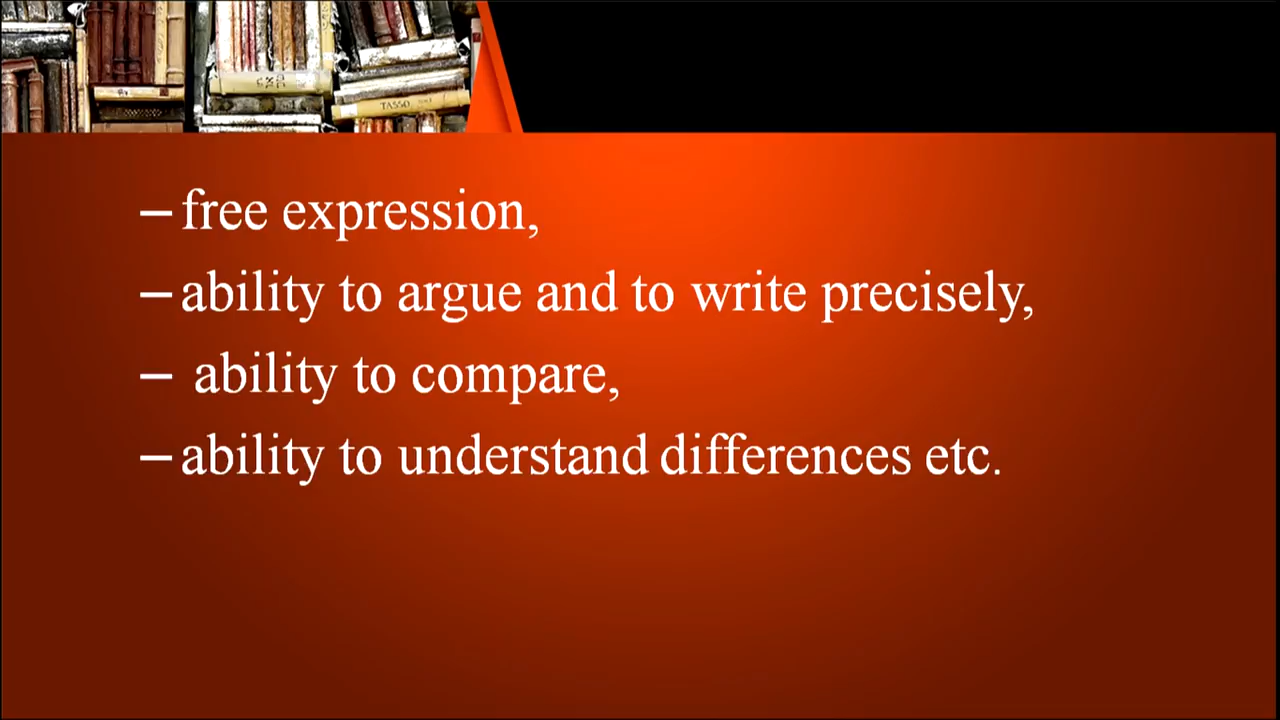 TASSO
– free expression,
– ability to argue and to write precisely,
– ability to compare,
– ability to understand differences etc.